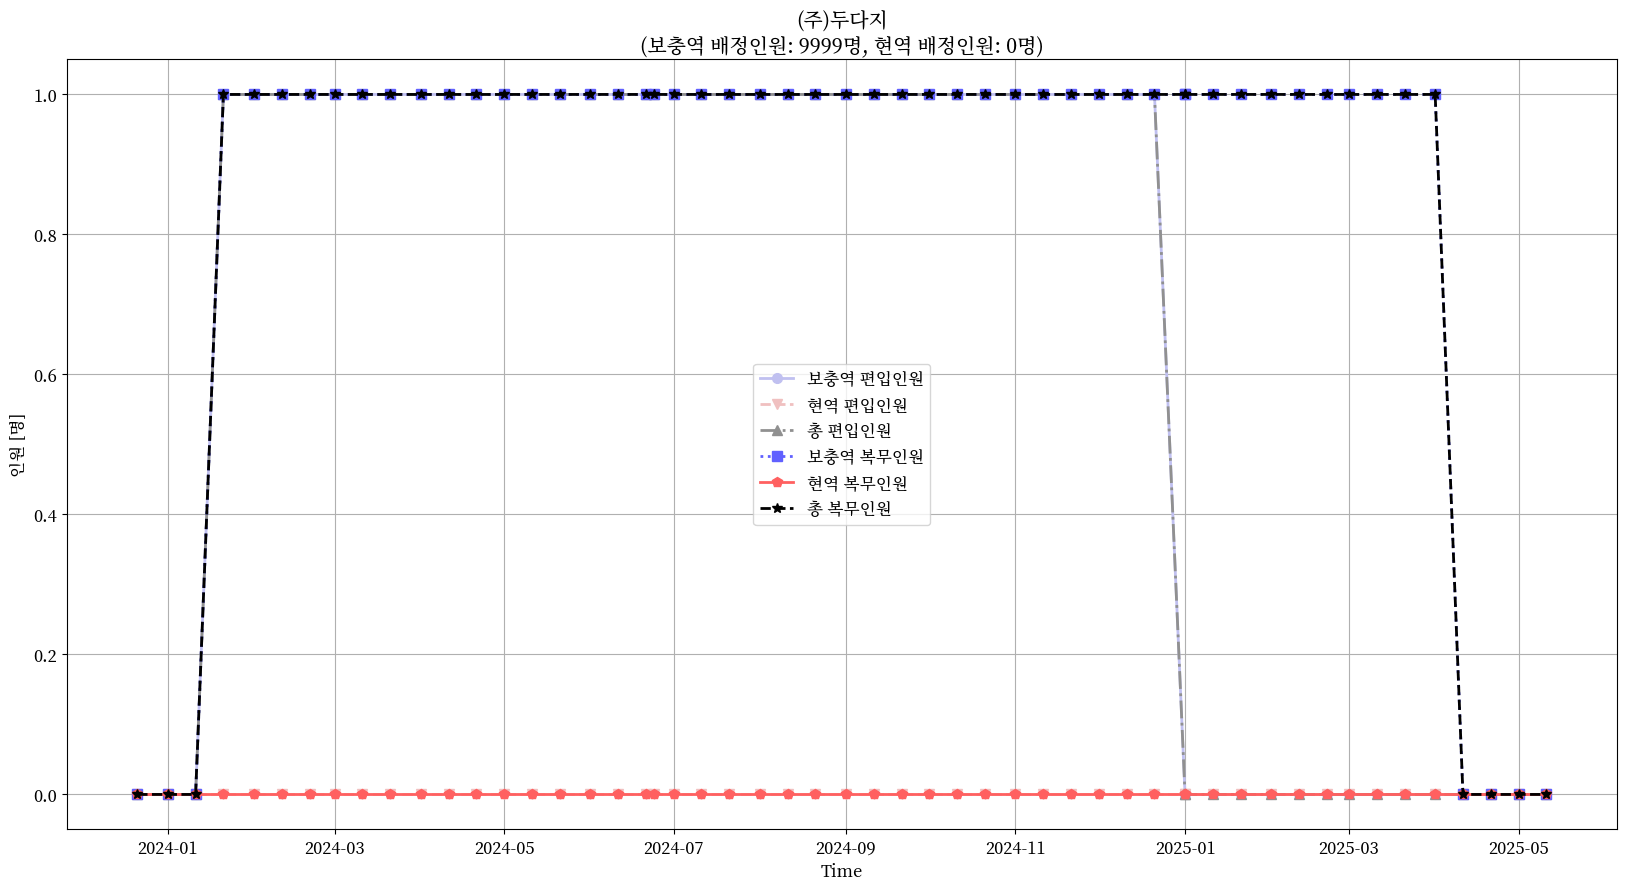 (주)두다지
(보충역 배정인원: 9999명, 현역 배정인원: 0명)
인원 [명]
1.0
0.8
0.6
0.4
0.2
0.0
보충역 편입인원
현역 편입인원
총 편입인원
보충역 복무인원
현역 복무인원
총 복무인원
2024-01
2024-03
2024-05
2024-07
2024-09
2024-11
2025-01
2025-03
2025-05
Time